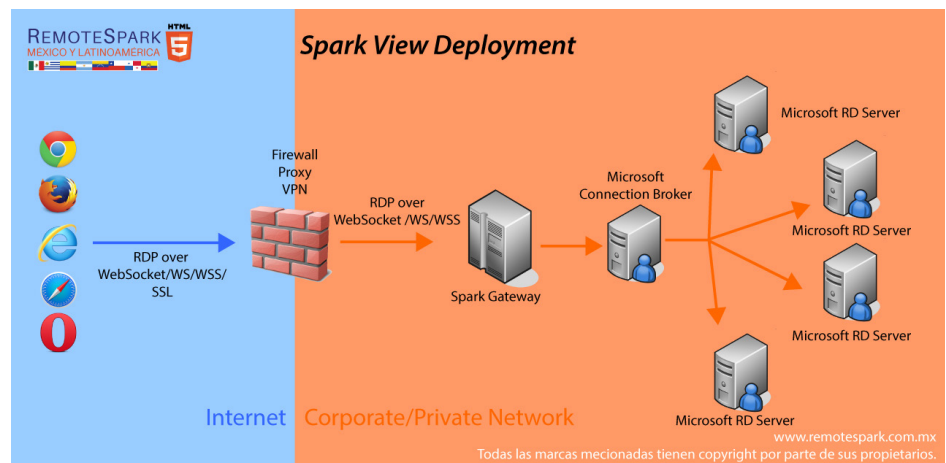 REMOTESPARK
MÉXICO Y LATINOAMÉRICA
HTML
5
Spark View Deployment
Firewall
Proxy
VPN
RDP over
WebSocket/WS/WSS/
SSL
RDP over
WebSocket /WS/WSS
Spark Gateway
Microsoft
Connection Broker
Microsoft RD Server
Microsoft RD Server
Microsoft RD Server
Microsoft RD Server
Internet
Corporate/Private Network
www.remotespark.com.mx
Todas las marcas mecionadas tienen copyright por parte de sus propietarios.